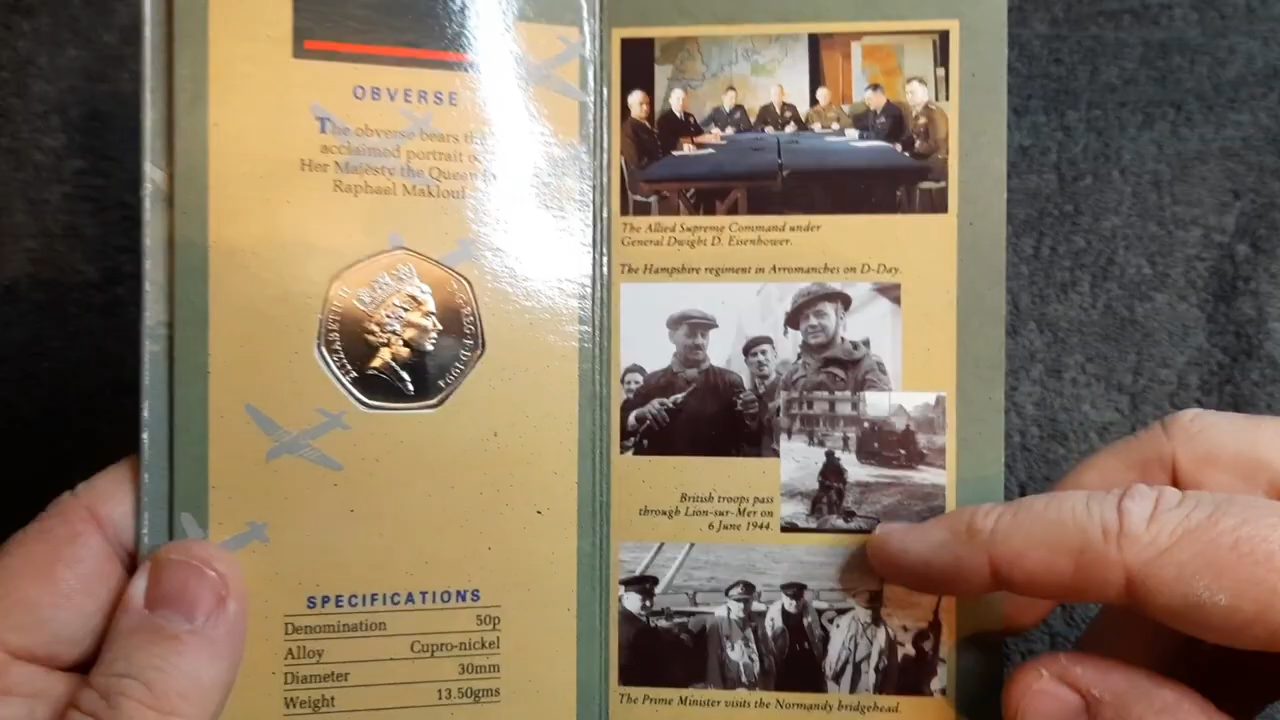 OBVERSE
The obverse bears
acclaimed portrait
Her Majesty the Queen
Raphael Maklouf
ELIZABETH II
D·G·REG·F·D·1994
SPECIFICATIONS
Denomination 50p
Alloy Cupro-nickel
Diameter 30mm
Weight 13.50gms
The Allied Supreme Command under
General Dwight D. Eisenhower.
The Hampshire regiment in Arromanches on D-Day.
British troops pass
through Lion-sur-Mer on
6 June 1944.
The Prime Minister visits the Normandy bridgehead.